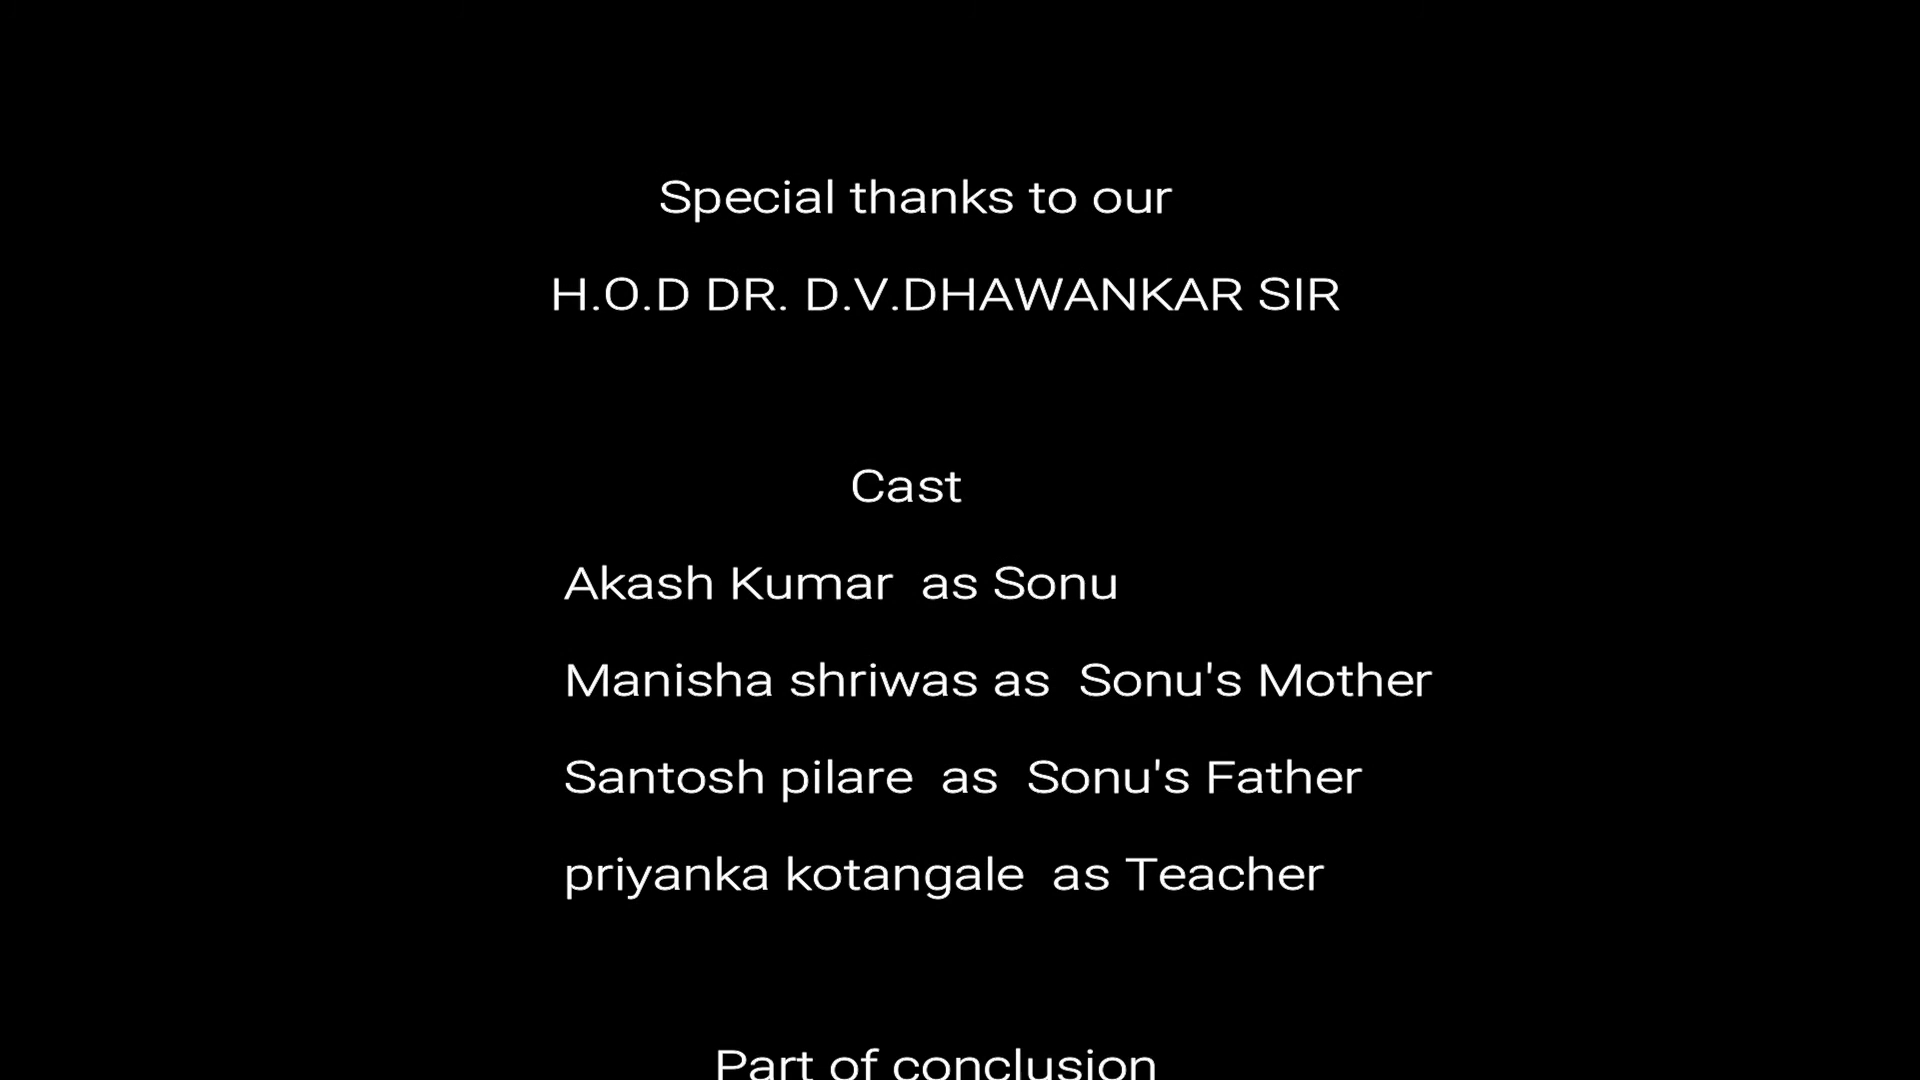 Special thanks to our
H.O.D DR. D.V.DHAWANKAR SIR
Cast
Akash Kumar  as Sonu
Manisha shriwas as  Sonu's Mother
Santosh pilare  as  Sonu's Father
priyanka kotangale  as Teacher
Part of conclusion